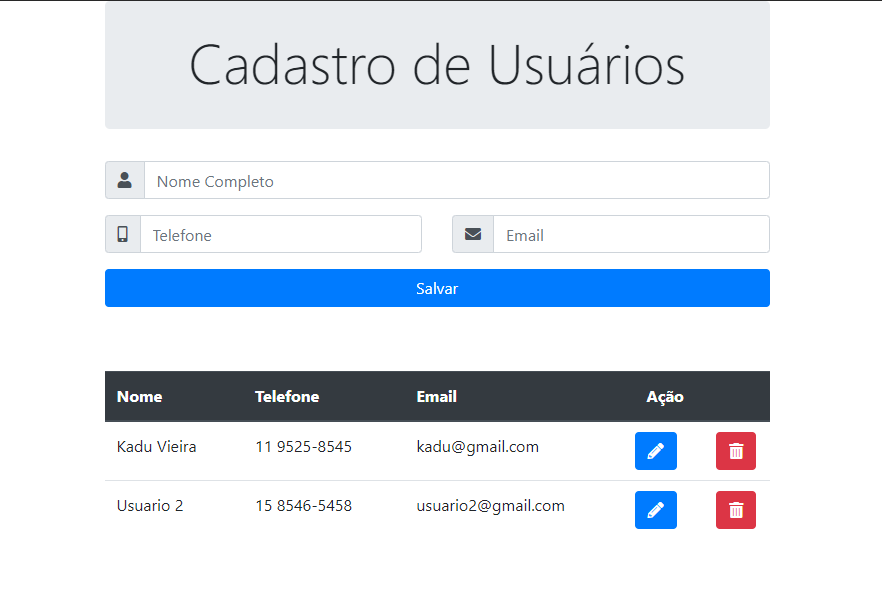 Cadastro de Usuários
Nome Completo
Telefone Email
Salvar
Nome Telefone Email Ação
Kadu Vieira 11 9525-8545 kadu@gmail.com
Usuario 2 15 8546-5458 usuario2@gmail.com